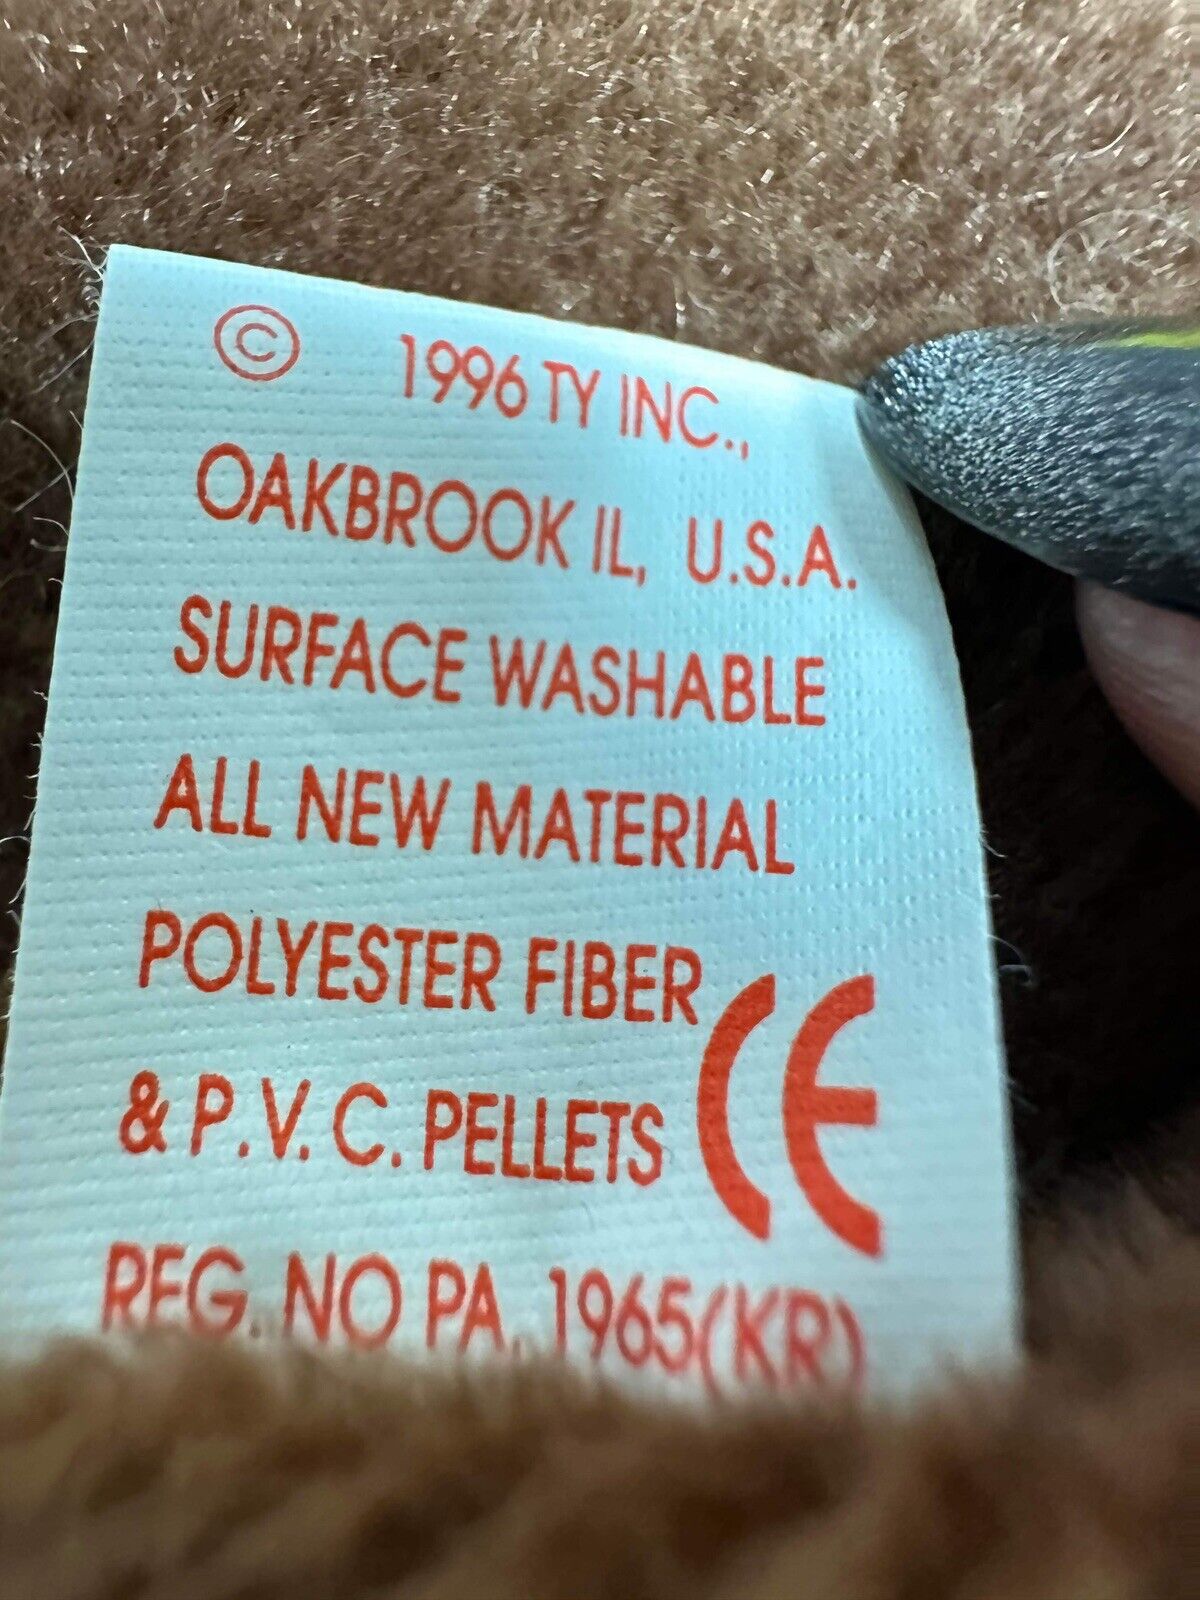 © 1996 TY INC.,
OAKBROOK IL, U.S.A.
SURFACE WASHABLE
ALL NEW MATERIAL
POLYESTER FIBER
& P.V.C. PELLETS CE
REG. NO PA. 1965(KR)